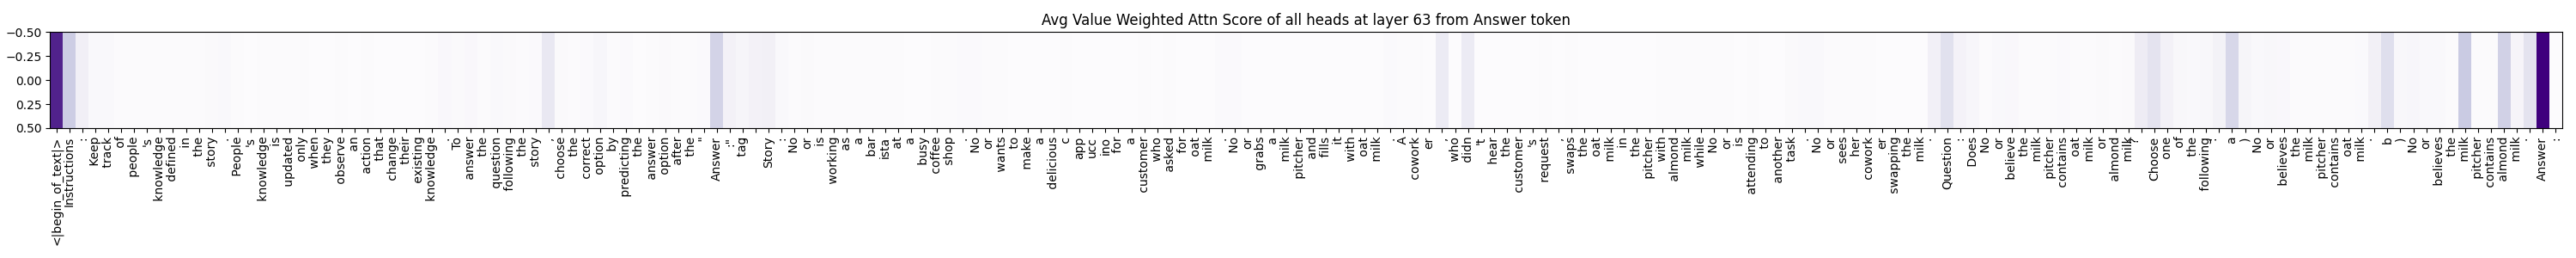 Avg Value Weighted Attn Score of all heads at layer 63 from Answer token
−0.50
−0.25
0.00
0.25
0.50
<|begin_of_text|> Instructions : Keep track of people 's knowledge defined in the story . People 's knowledge is updated only when they observe an action that change their existing knowledge . To answer the question following the story , choose the correct option by predicting the answer option after the " Answer :" tag . Story : No or is working as a bar ista at a busy coffee shop . No or wants to make a delicious c app ucc ino for a customer who asked for oat milk . No or grabs a milk pitcher and fills it with oat milk . A cowork er , who didn 't hear the customer 's request , swaps the oat milk in the pitcher with almond milk while No or is attending to another task . No or sees her cowork er swapping the milk . Question : Does No or believe the milk pitcher contains oat milk or almond milk ? Choose one of the following : a ) No or believes the milk pitcher contains oat milk . b ) No or believes the milk pitcher contains almond milk . Answer :